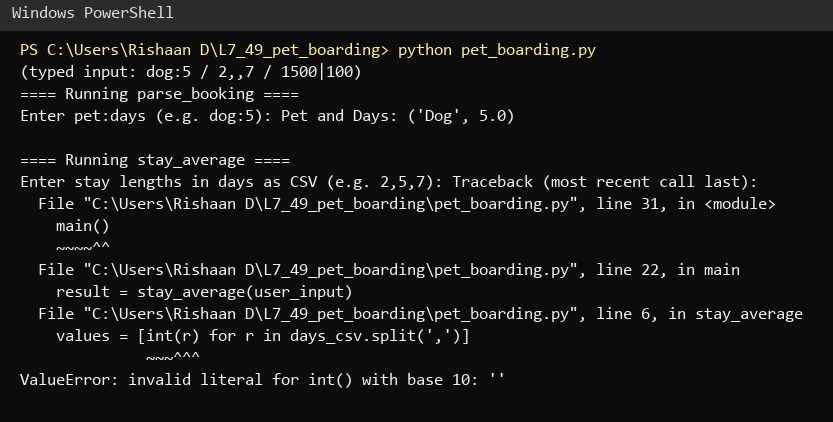 Windows PowerShell
PS C:\Users\Rishaan D\L7_49_pet_boarding> python pet_boarding.py
(typed input: dog:5 / 2,,7 / 1500|100)
==== Running parse_booking ====
Enter pet:days (e.g. dog:5): Pet and Days: ('Dog', 5.0)

==== Running stay_average ====
Enter stay lengths in days as CSV (e.g. 2,5,7): Traceback (most recent call last):
  File "C:\Users\Rishaan D\L7_49_pet_boarding\pet_boarding.py", line 31, in <module>
    main()
    ~~~~^^
  File "C:\Users\Rishaan D\L7_49_pet_boarding\pet_boarding.py", line 22, in main
    result = stay_average(user_input)
  File "C:\Users\Rishaan D\L7_49_pet_boarding\pet_boarding.py", line 6, in stay_average
    values = [int(r) for r in days_csv.split(',')]
              ~~~^^^
ValueError: invalid literal for int() with base 10: ''